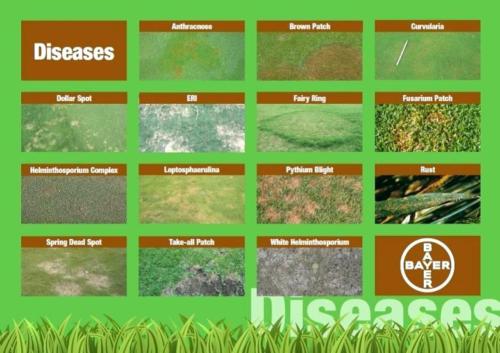 Diseases
Anthracnose
Brown Patch
Curvularia
Dollar Spot
ERI
Fairy Ring
Fusarium Patch
Helminthosporium Complex
Leptosphaerulina
Pythium Blight
Rust
Spring Dead Spot
Take-all Patch
White Helminthosporium
BAYER
BAYER
Diseases